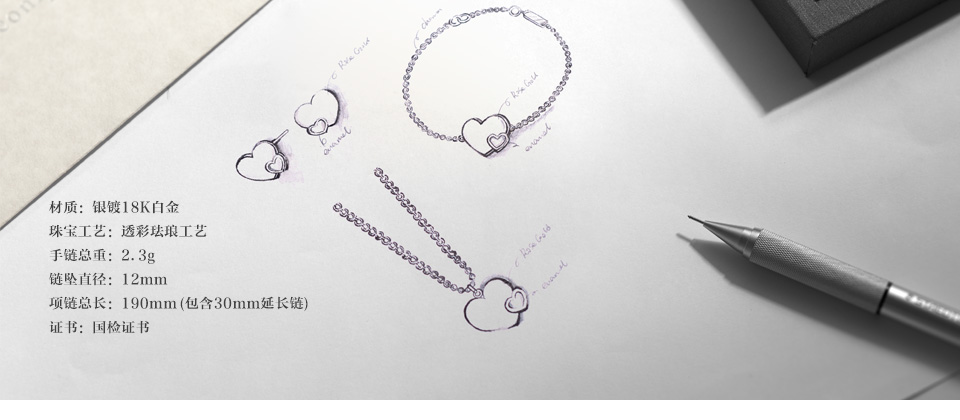 Chain
Rose Gold
Rose Gold
enamel
enamel
材质：银镀18K白金
珠宝工艺：透彩珐琅工艺
手链总重：2.3g
链坠直径：12mm
项链总长：190mm(包含30mm延长链)
证书：国检证书
Rose Gold
enamel